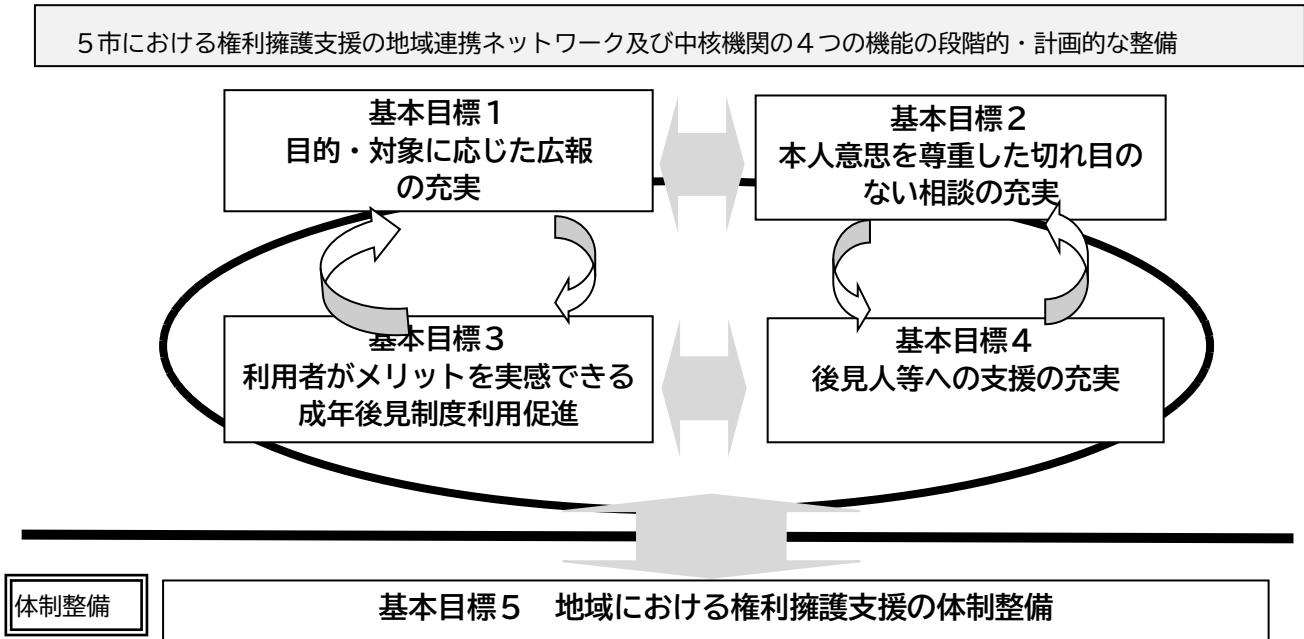 ５市における権利擁護支援の地域連携ネットワーク及び中核機関の４つの機能の段階的・計画的な整備
基本目標１
目的・対象に応じた広報
の充実
基本目標２
本人意思を尊重した切れ目の
ない相談の充実
基本目標３
利用者がメリットを実感できる
成年後見制度利用促進
基本目標４
後見人等への支援の充実
体制整備
基本目標５　地域における権利擁護支援の体制整備